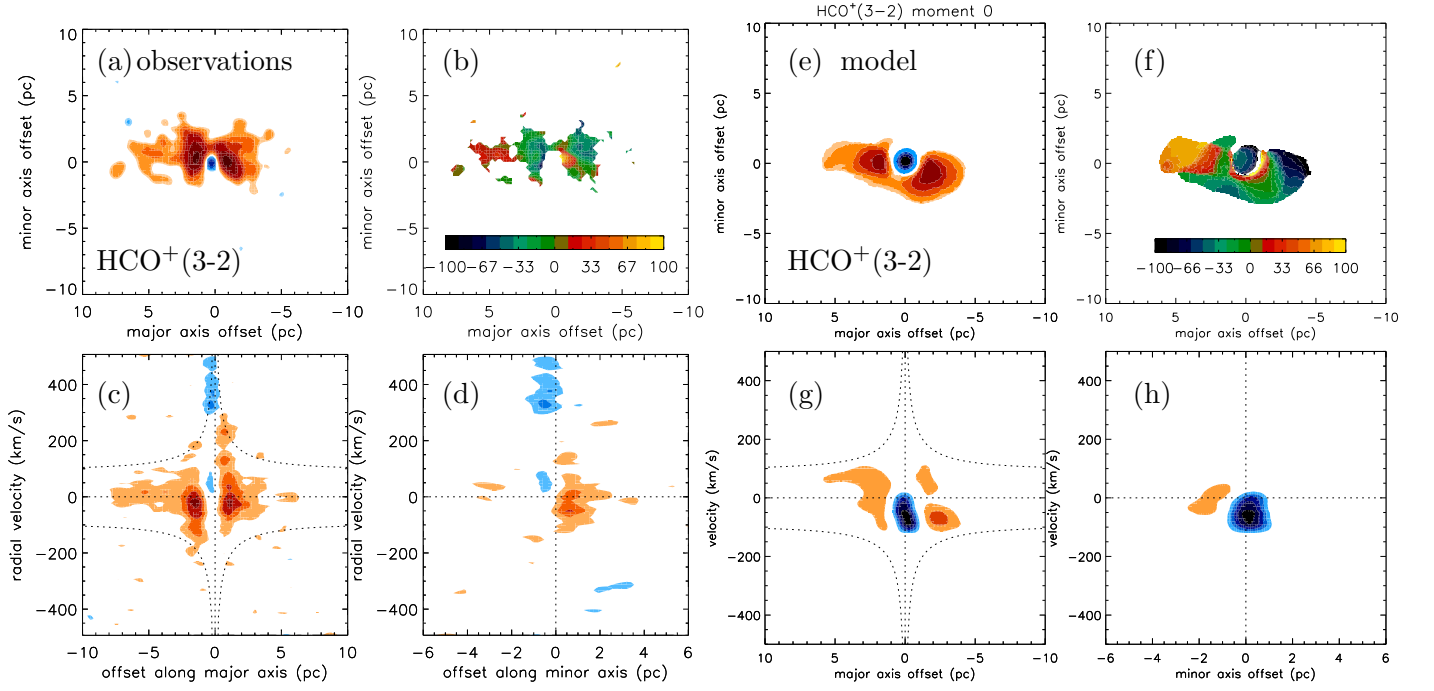 HCO+(3-2) moment 0
(a) observations
10
5
0
−5
−10
minor axis offset (pc)
HCO+(3-2)
10 5 0 −5 −10
major axis offset (pc)
(b)
10
5
0
−5
−10
minor axis offset (pc)
−100 −67 −33 0 33 67 100
10 5 0 −5 −10
major axis offset (pc)
(e) model
10
5
0
−5
−10
minor axis offset (pc)
HCO+(3-2)
10 5 0 −5 −10
major axis offset (pc)
(f)
10
5
0
−5
−10
minor axis offset (pc)
−100 −66 −33 0 33 66 100
10 5 0 −5 −10
major axis offset (pc)
(c)
400
200
0
−200
−400
radial velocity (km/s)
−10 −5 0 5 10
offset along major axis (pc)
(d)
400
200
0
−200
−400
radial velocity (km/s)
−6 −4 −2 0 2 4 6
offset along minor axis (pc)
(g)
400
200
0
−200
−400
velocity (km/s)
10 5 0 −5 −10
major axis offset (pc)
(h)
400
200
0
−200
−400
velocity (km/s)
−6 −4 −2 0 2 4 6
minor axis offset (pc)